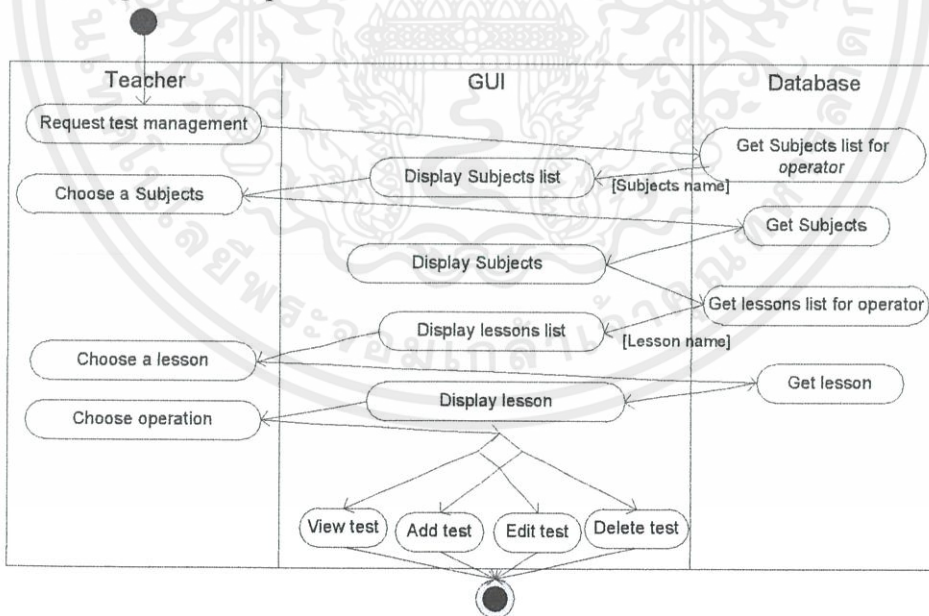 Teacher
GUI
Database
Request test management
Get Subjects list for
operator
Display Subjects list
[Subjects name]
Choose a Subjects
Get Subjects
Display Subjects
Get lessons list for operator
Display lessons list
[Lesson name]
Choose a lesson
Get lesson
Display lesson
Choose operation
View test
Add test
Edit test
Delete test